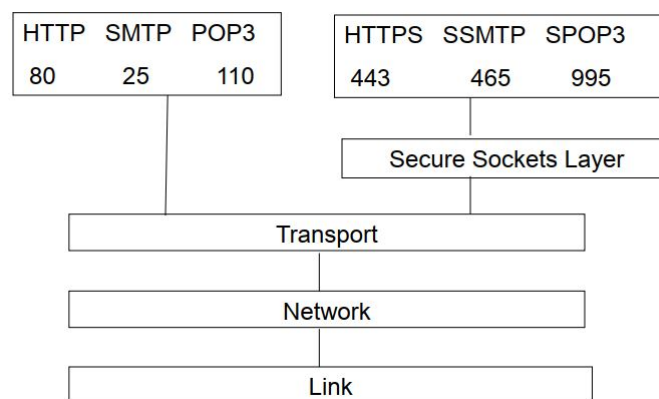 HTTP SMTP POP3
80 25 110
HTTPS SSMTP SPOP3
443 465 995
Secure Sockets Layer
Transport
Network
Link